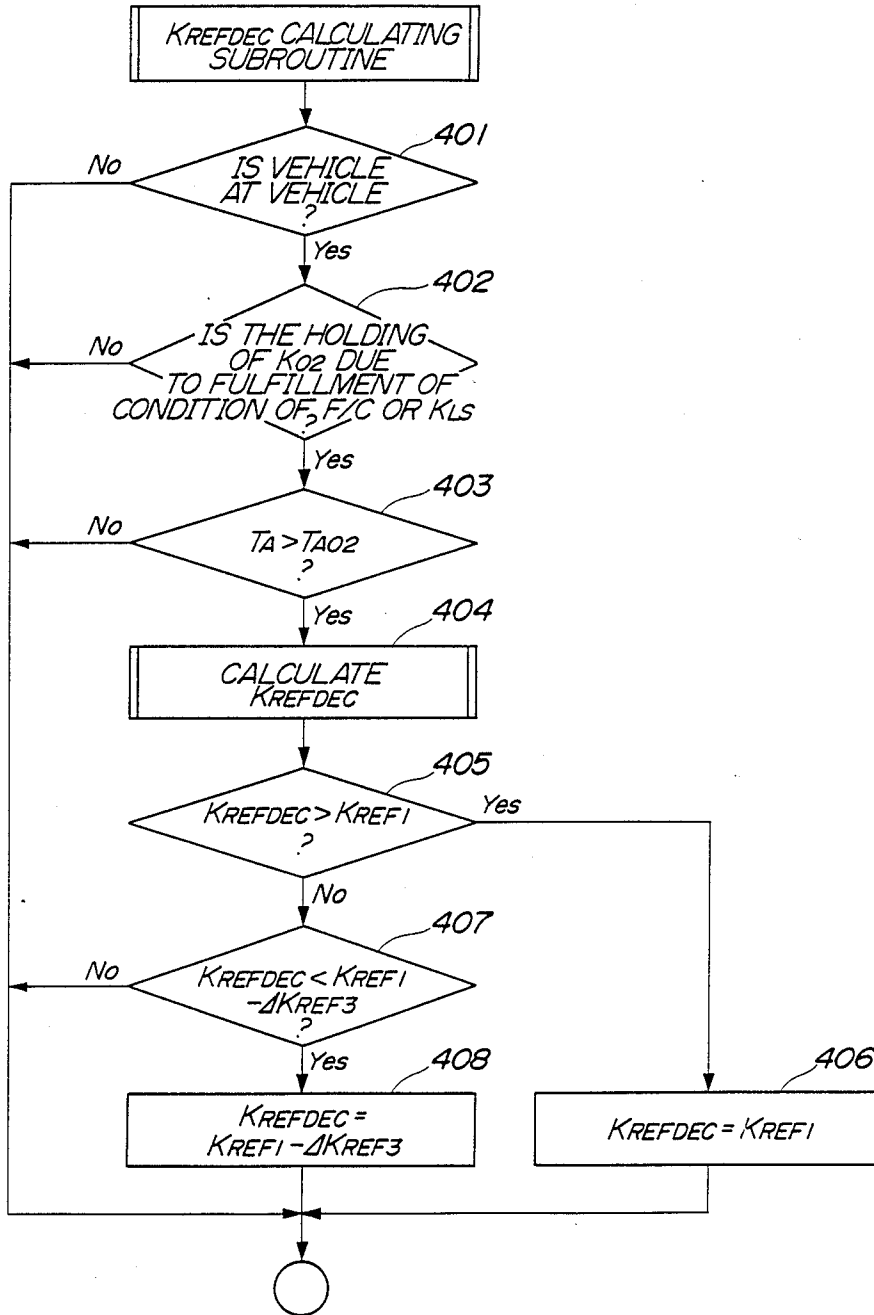 KREFDEC CALCULATING
SUBROUTINE
401
No
IS VEHICLE
AT VEHICLE
?
Yes
402
No
IS THE HOLDING
OF KO2 DUE
TO FULFILLMENT OF
CONDITION OF F/C OR KLS
?
Yes
403
No
TA>TAO2
?
Yes
404
CALCULATE
KREFDEC
405
KREFDEC>KREF1
?
Yes
No
407
No
KREFDEC<KREF1
-ΔKREF3
?
Yes
408
406
KREFDEC=
KREF1-ΔKREF3
KREFDEC=KREF1